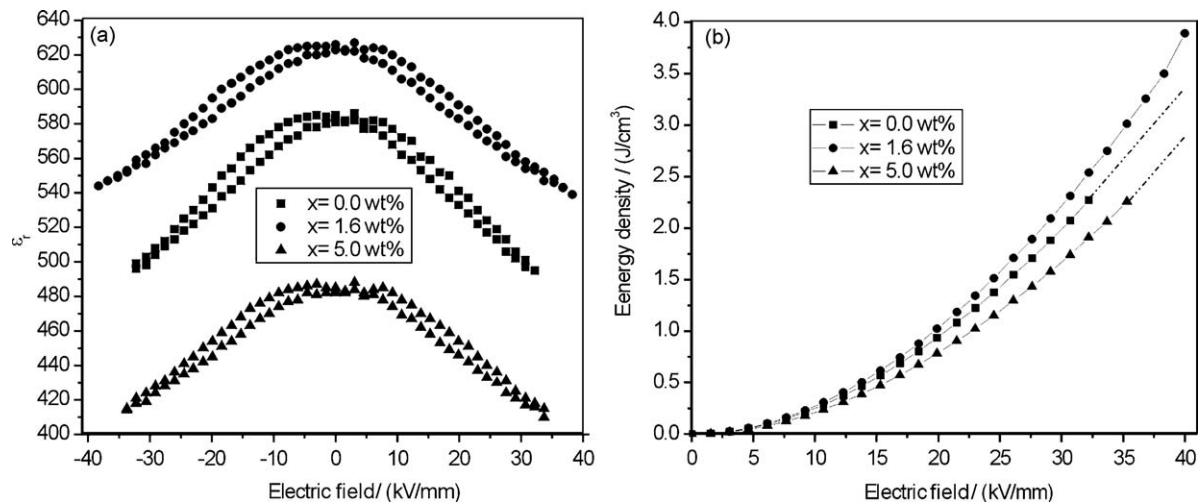 (a)
640
620
600
580
560
540
520
500
480
460
440
420
400
εr
x= 0.0 wt%
x= 1.6 wt%
x= 5.0 wt%
-40 -30 -20 -10 0 10 20 30 40
Electric field/ (kV/mm)
(b)
4.0
3.5
3.0
2.5
2.0
1.5
1.0
0.5
0.0
Eenergy density / (J/cm³)
x= 0.0 wt%
x= 1.6 wt%
x= 5.0 wt%
0 5 10 15 20 25 30 35 40
Electric field/ (kV/mm)